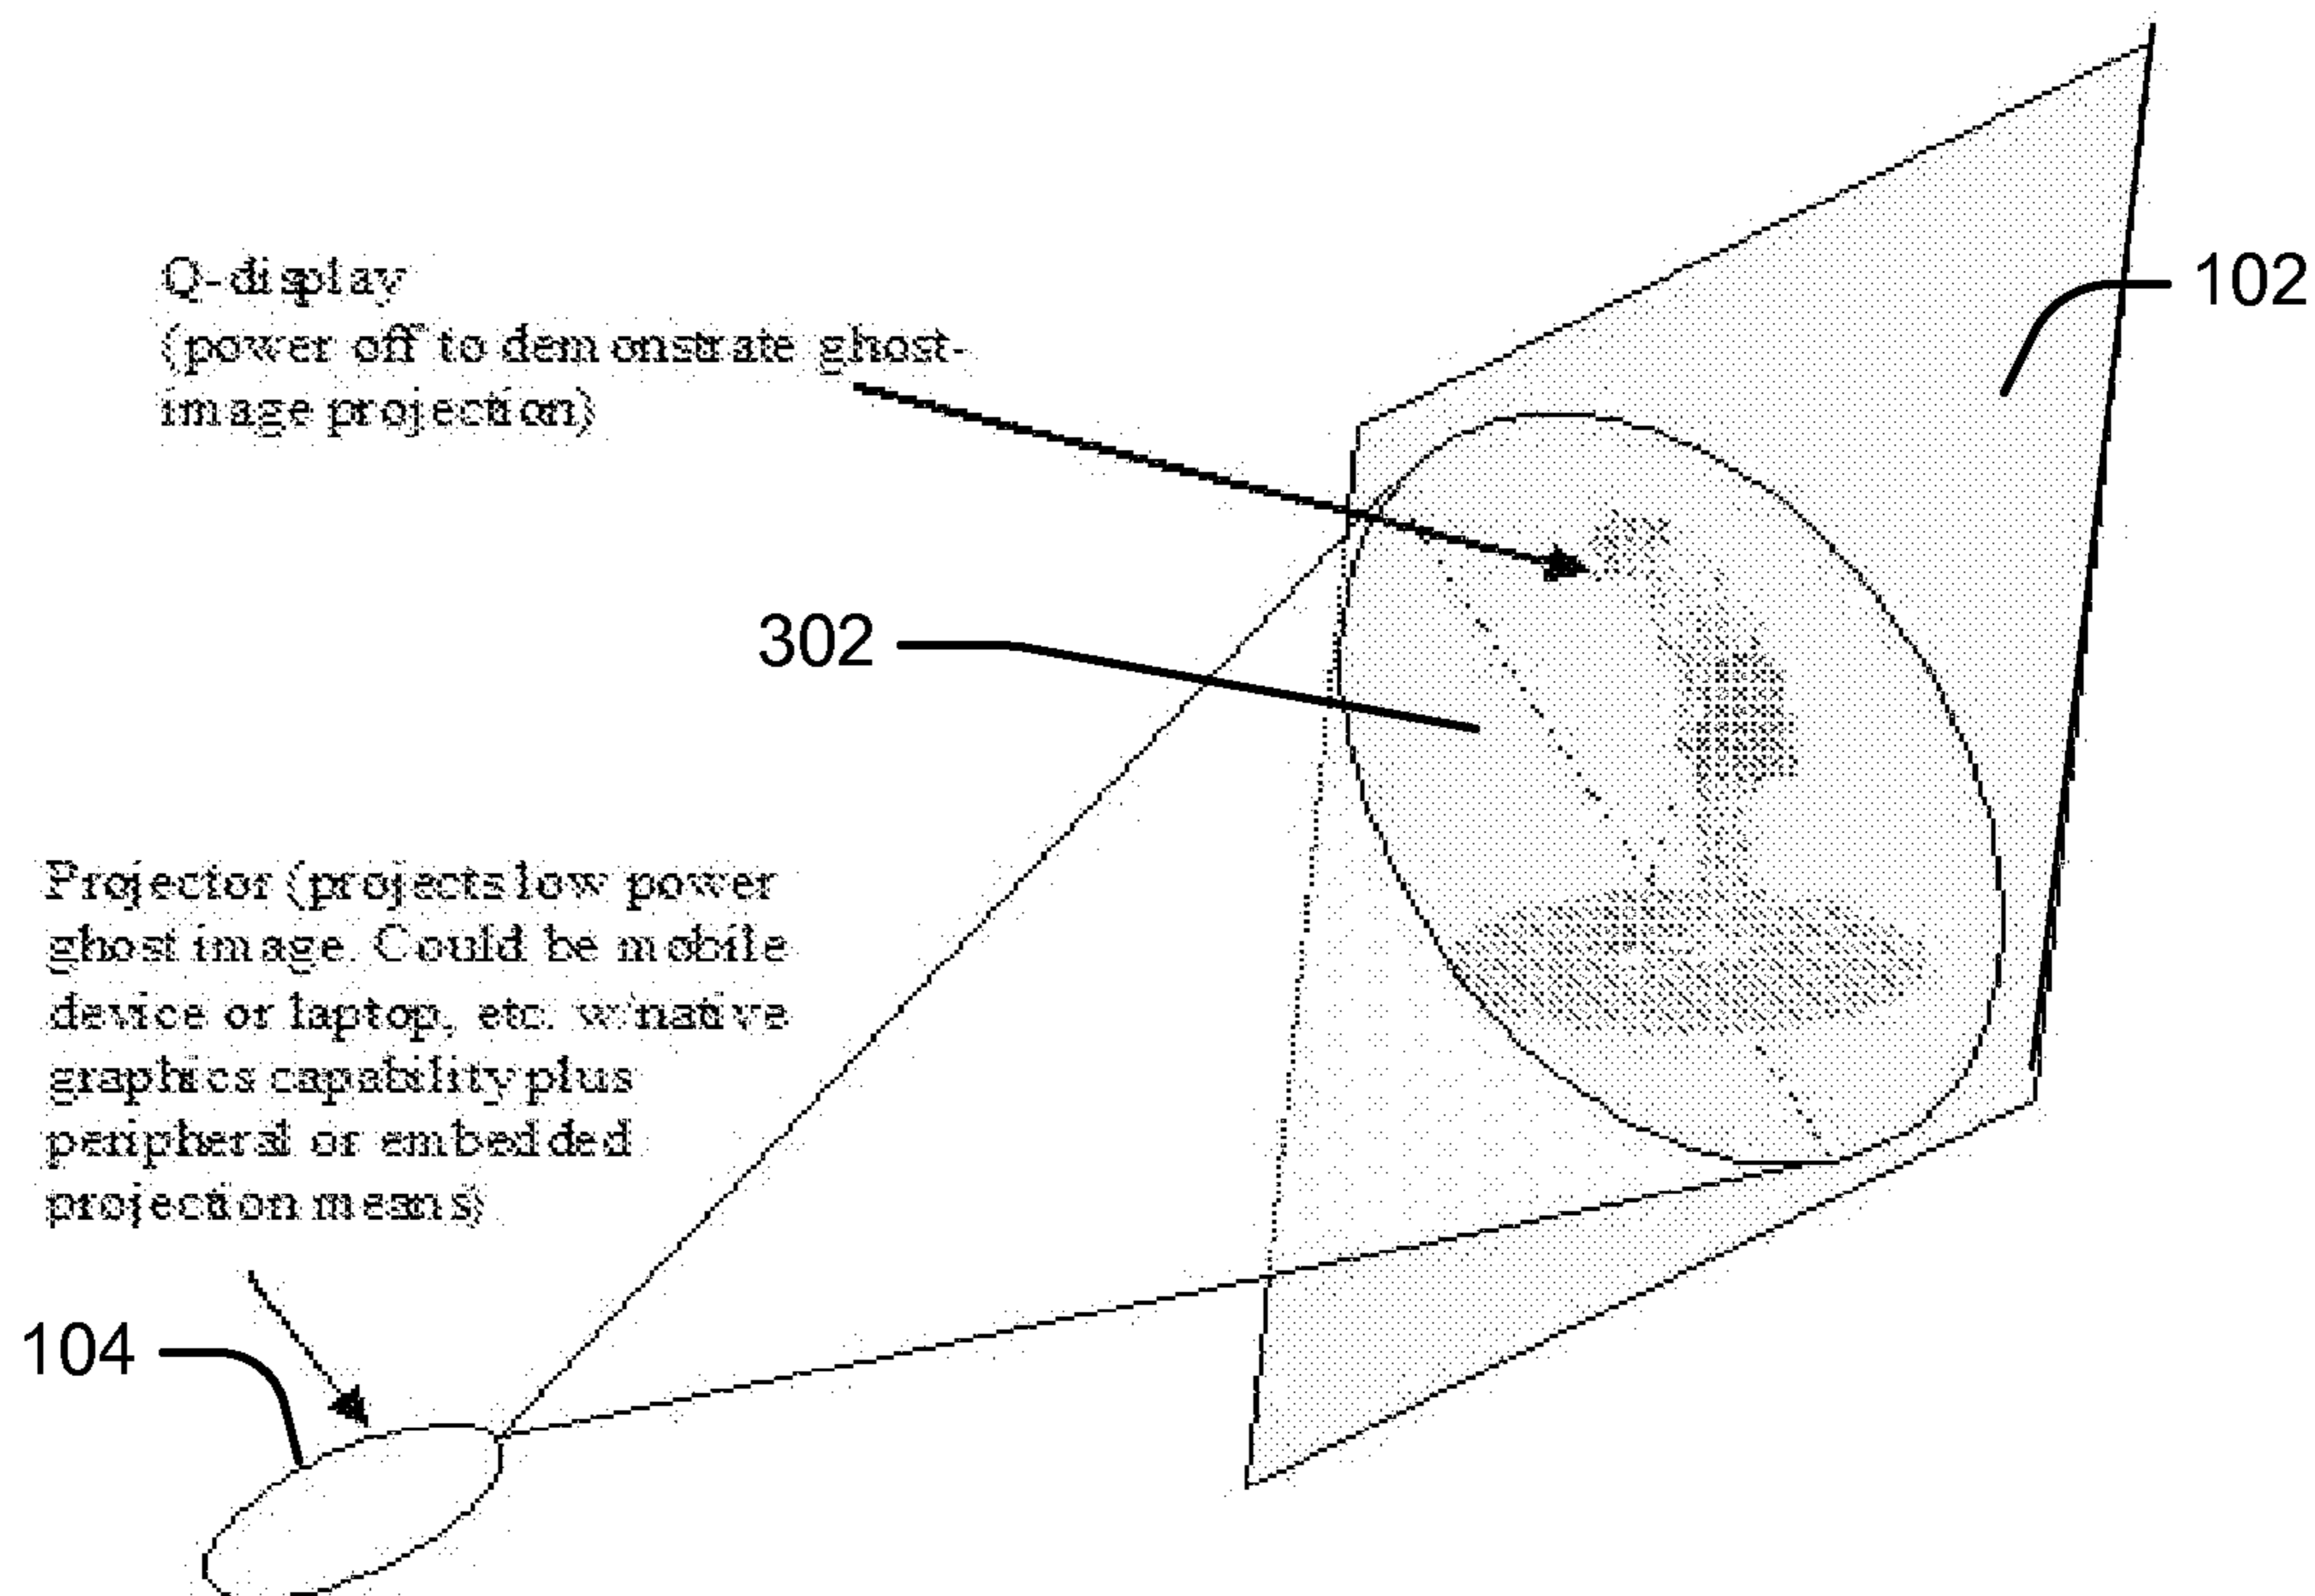 Q-display
(power off to demonstrate ghost-
image projection)
102
302
Projector (projects low power
ghost image. Could be mobile
device or laptop, etc. w/native
graphics capability plus
peripheral or embedded
projection means)
104